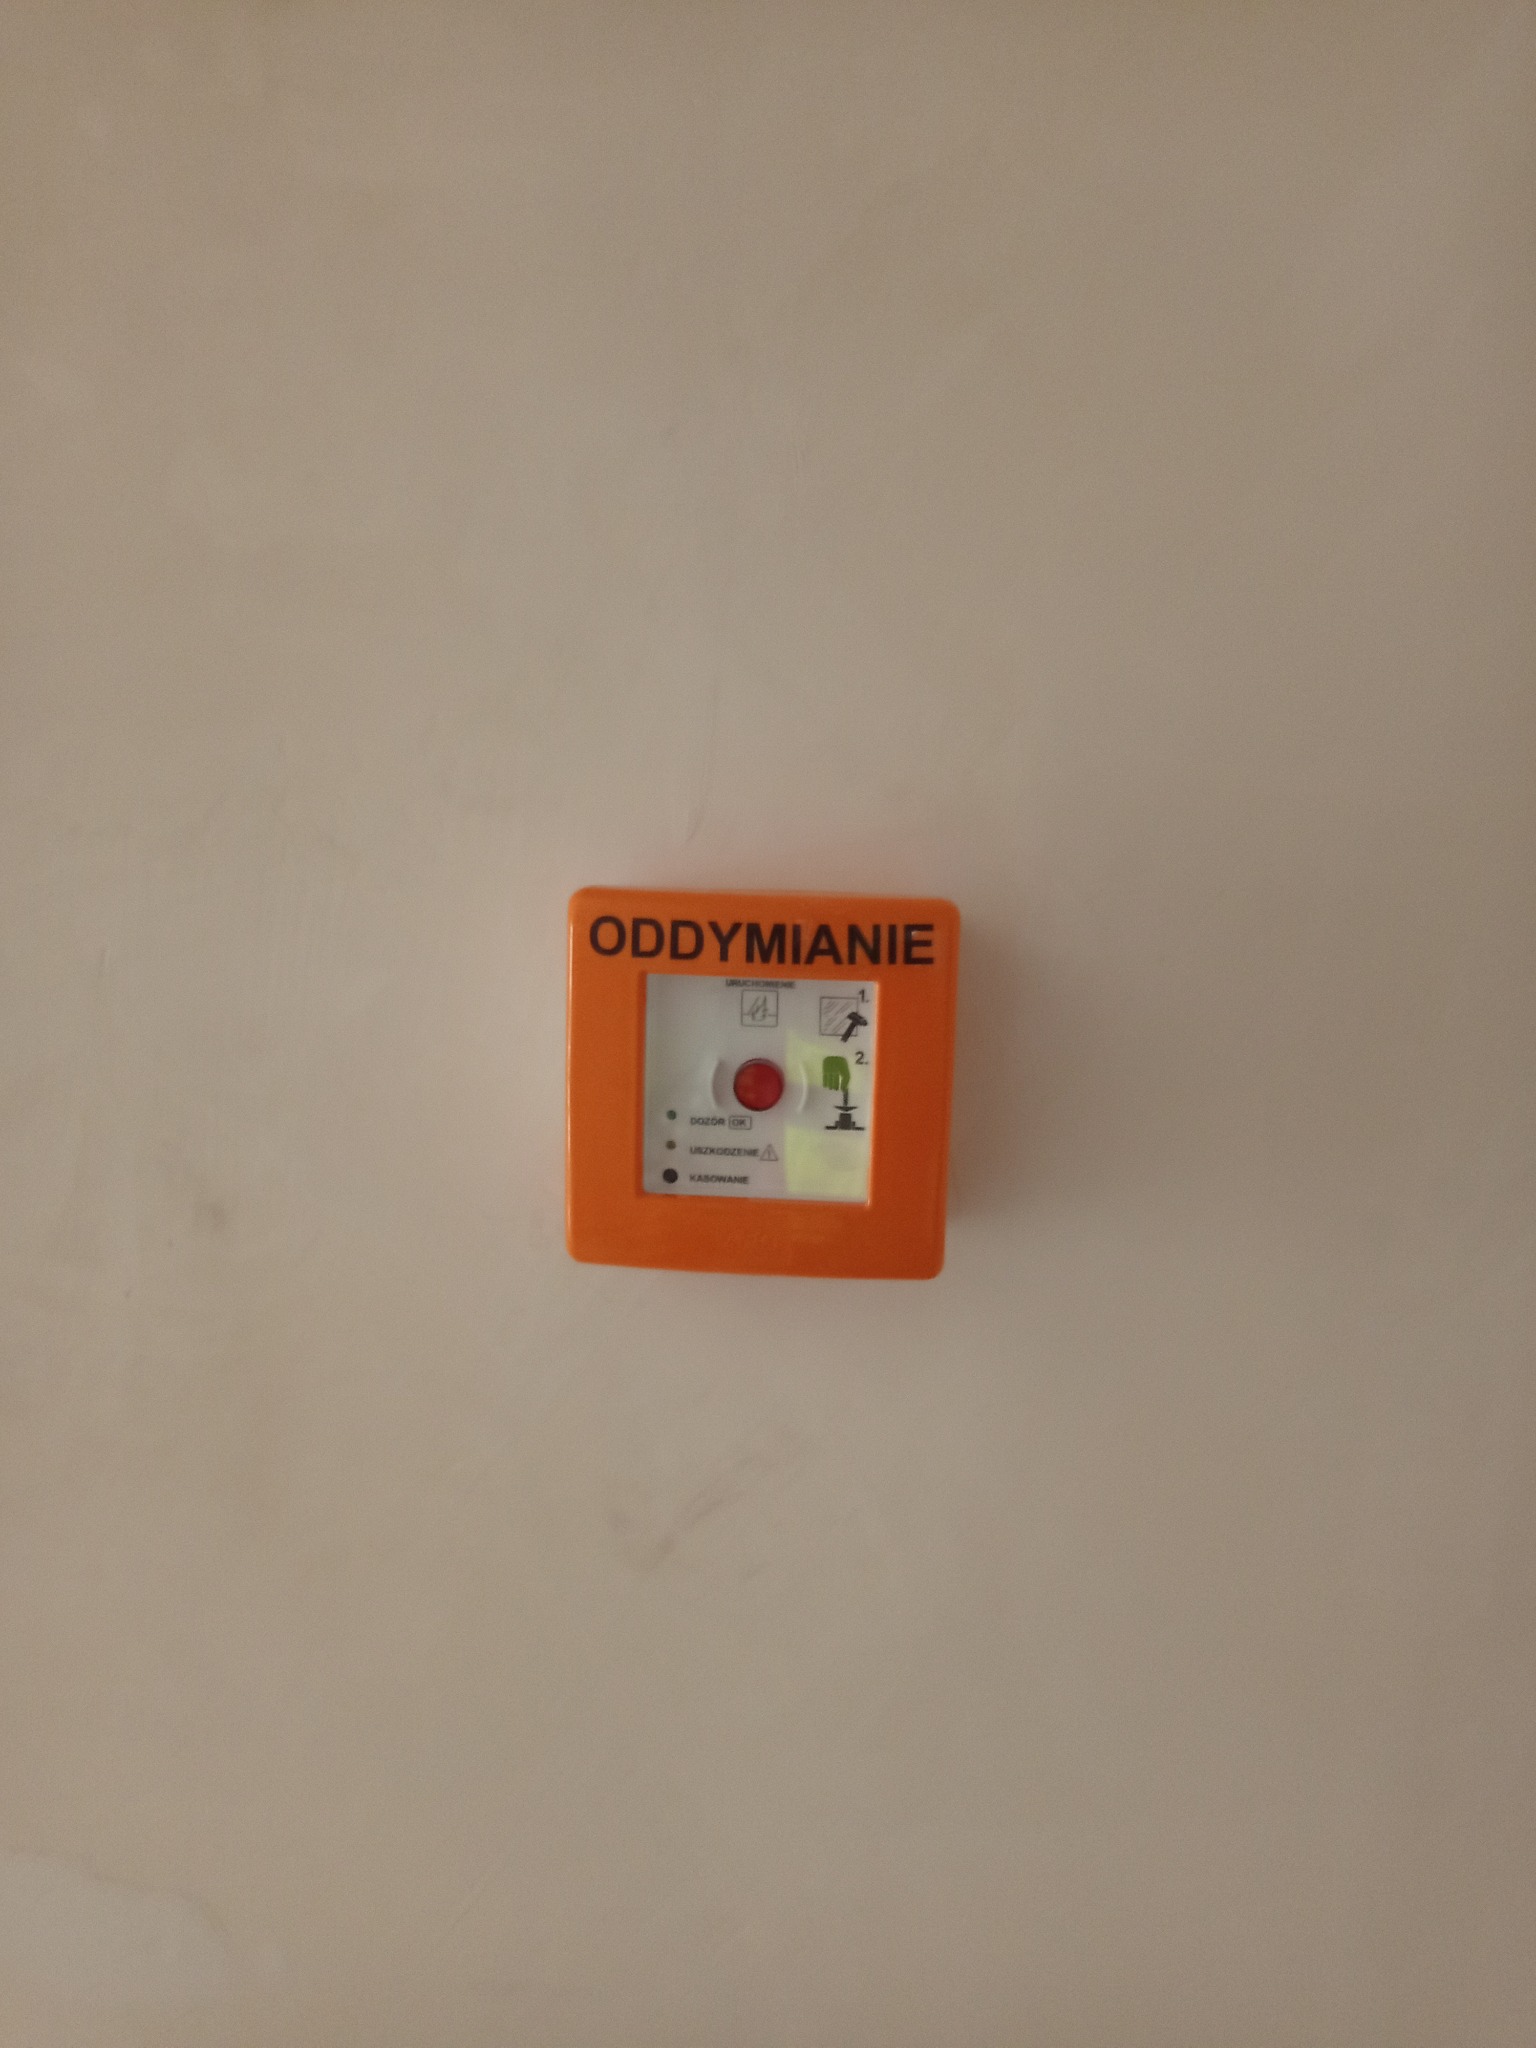 ODDYMIANIE
URUCHOMIENIE
1.
2.
DOZÓR OK
USZKODZENIE
KASOWANIE